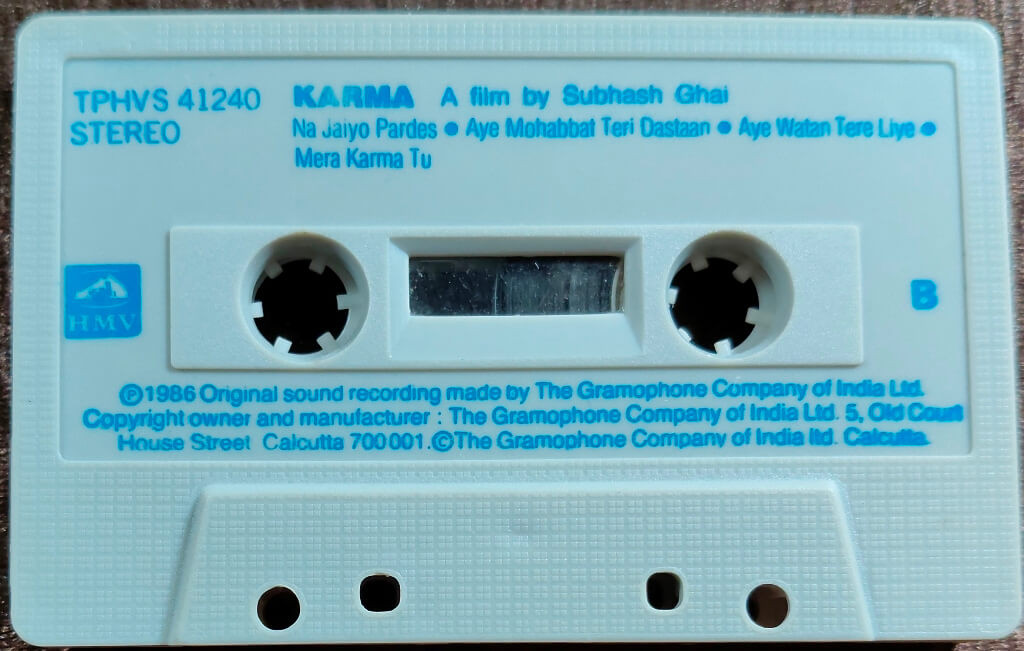 TPHVS 41240
STEREO
KARMA A film by Subhash Ghai
Na Jaiyo Pardes ● Aye Mohabbat Teri Dastaan ● Aye Watan Tere Liye ●
Mera Karma Tu
HMV
B
Ⓟ1986 Original sound recording made by The Gramophone Company of India Ltd.
Copyright owner and manufacturer : The Gramophone Company of India Ltd. 5, Old Court
House Street Calcutta 700 001.©The Gramophone Company of India ltd. Calcutta.